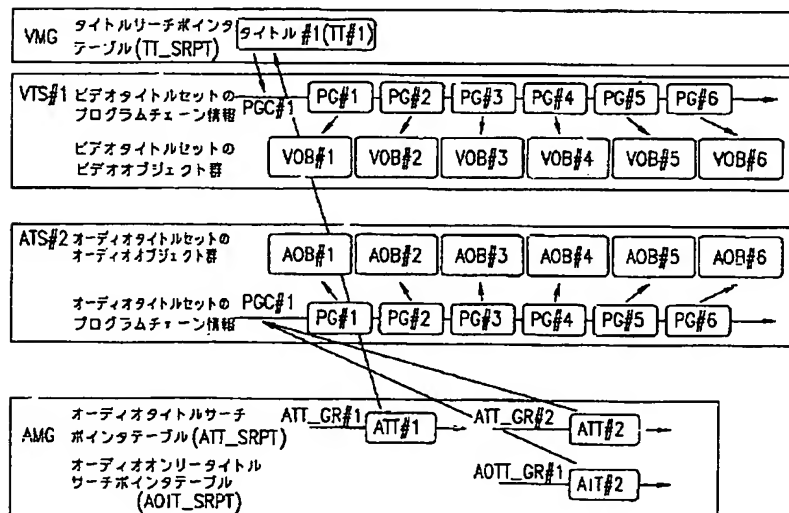 VMG タイトルリーチポインタ
テーブル(TT_SRPT)
タイトル #1(TT#1)
VTS#1 ビデオタイトルセットの
プログラムチェーン情報
PGC#1 PG#1 PG#2 PG#3 PG#4 PG#5 PG#6
ビデオタイトルセットの
ビデオオブジェクト群
VOB#1 VOB#2 VOB#3 VOB#4 VOB#5 VOB#6
ATS#2 オーディオタイトルセットの
オーディオオブジェクト群
AOB#1 AOB#2 AOB#3 AOB#4 AOB#5 AOB#6
オーディオタイトルセットの
プログラムチェーン情報
PGC#1 PG#1 PG#2 PG#3 PG#4 PG#5 PG#6
AMG オーディオタイトルサーチ
ポインタテーブル(ATT_SRPT)
ATT_GR#1 ATT#1 ATT_GR#2 ATT#2
オーディオオンリータイトル
サーチポインタテーブル
(AOIT_SRPT)
AOTT_GR#1 AIT#2